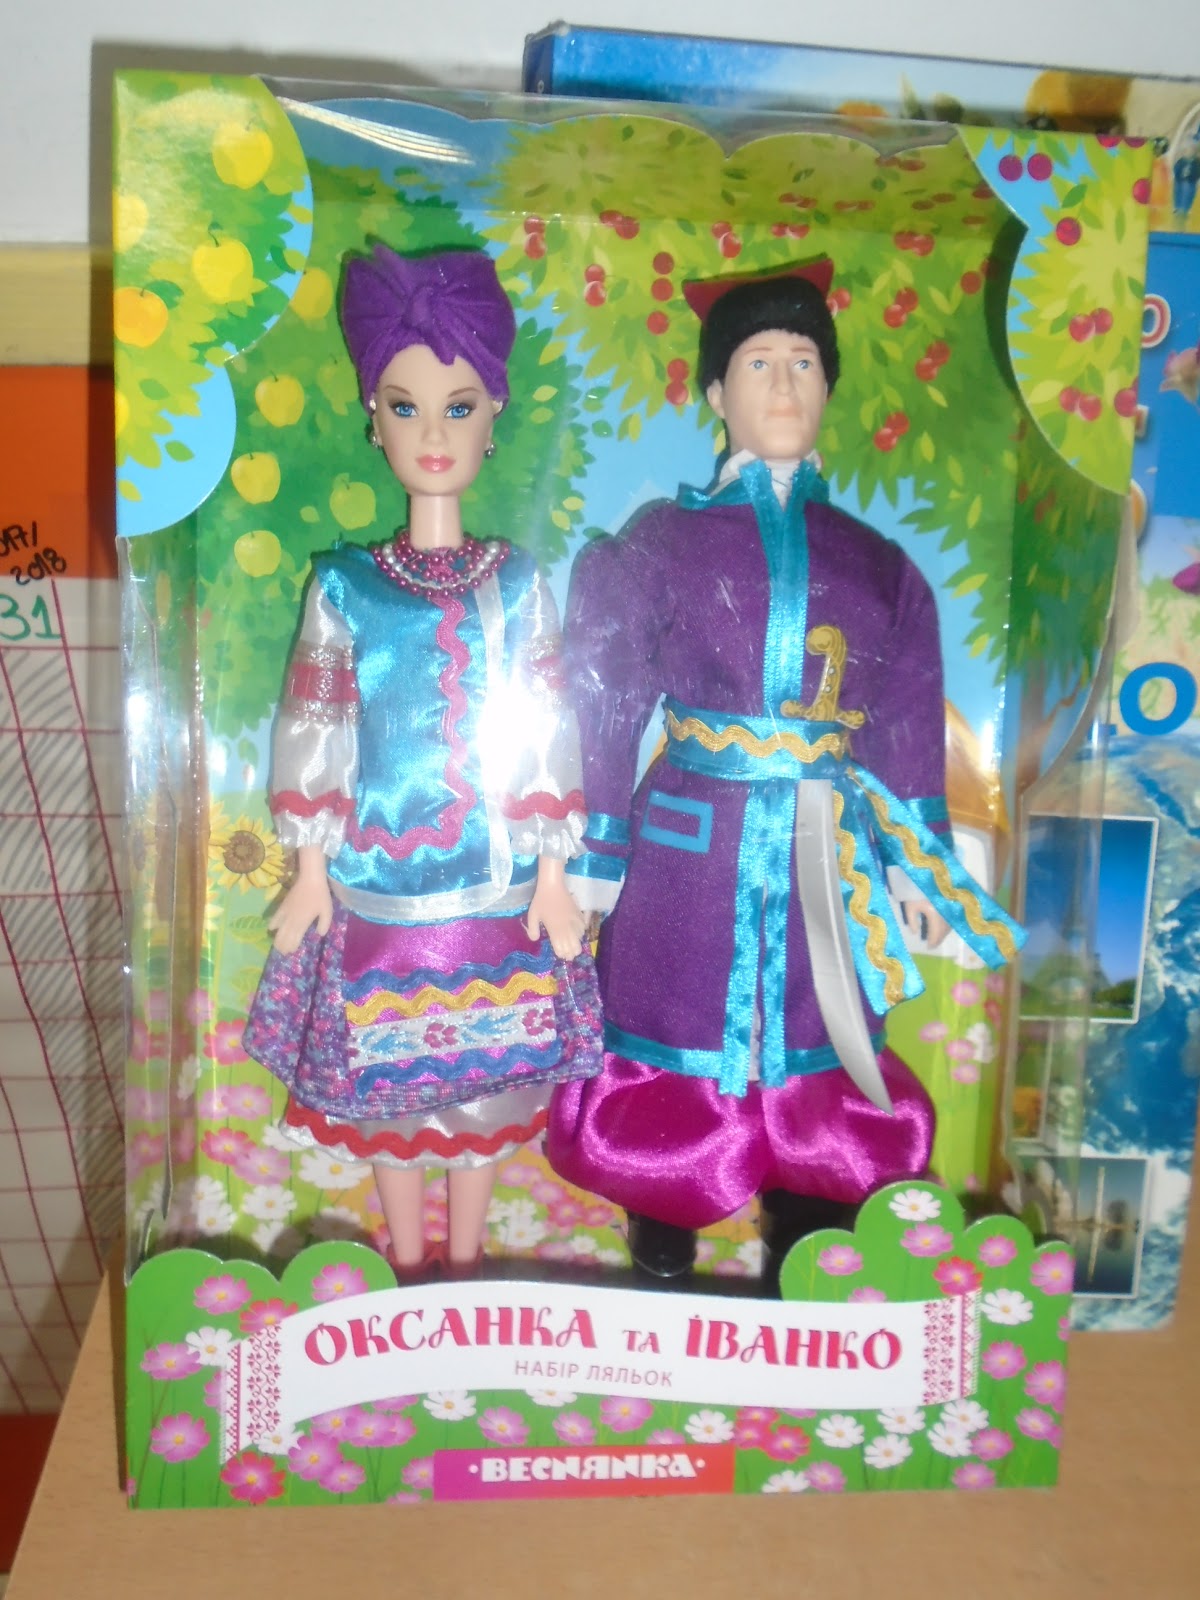 2018
31
ОКСАНКА ТА ІВАНКО
НАБІР ЛЯЛЬОК
·ВЕСНЯНКА·